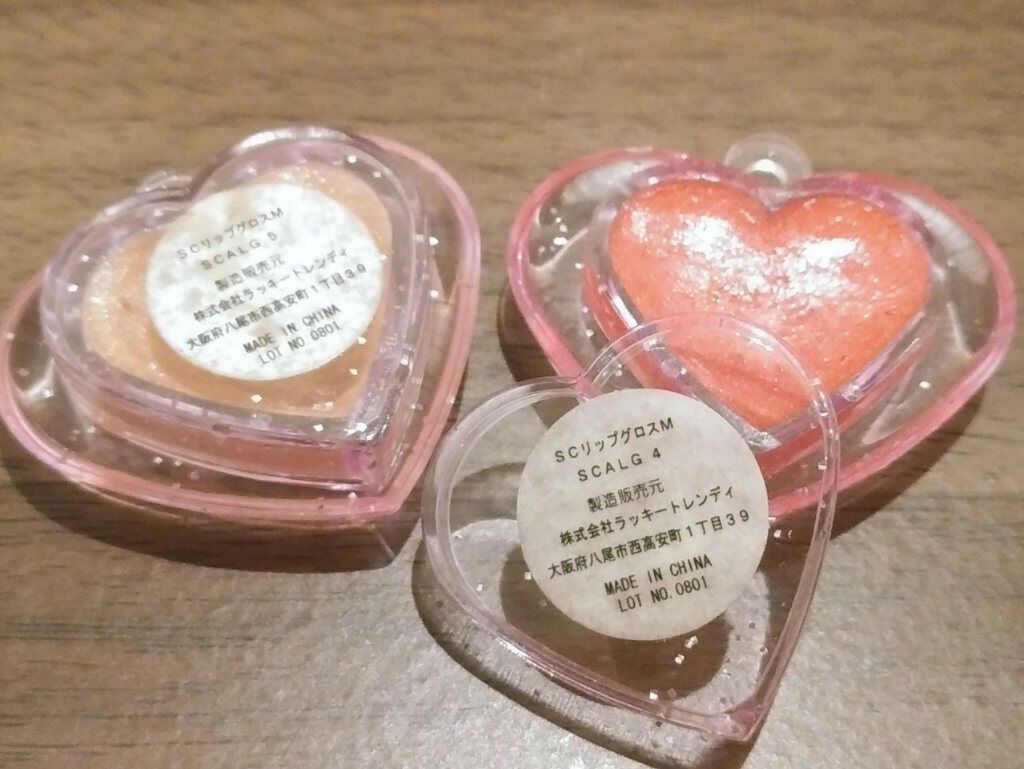 SCリップグロスM
SCALG 5
製造販売元
株式会社ラッキートレンディ
大阪府八尾市西高安町1丁目39
MADE IN CHINA
LOT NO 0801
SCリップグロスM
SCALG 4
製造販売元
株式会社ラッキートレンディ
大阪府八尾市西高安町1丁目39
MADE IN CHINA
LOT NO.0801